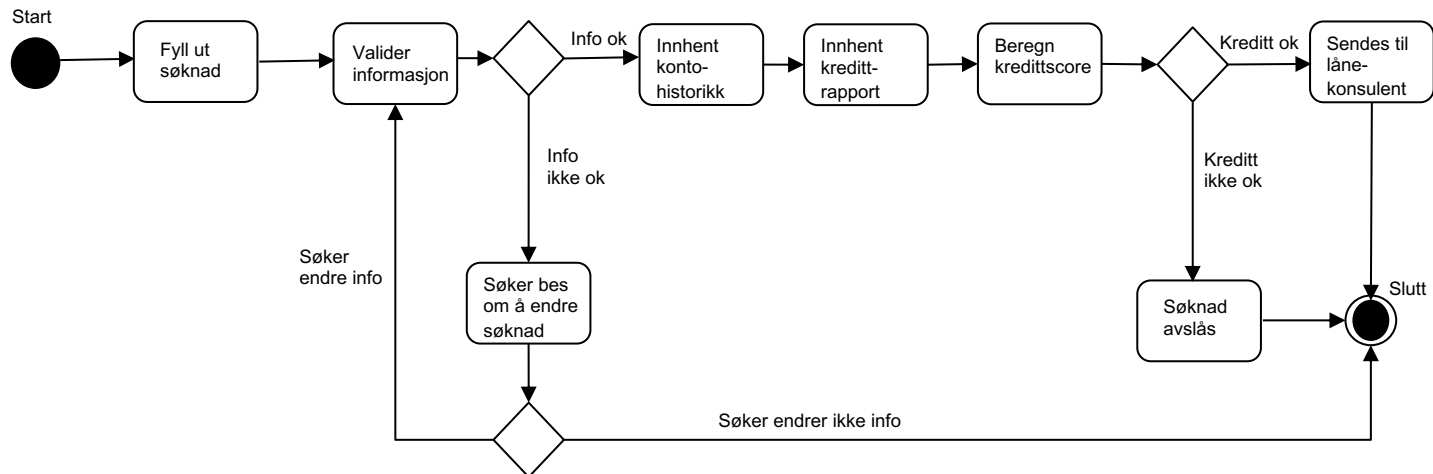 Start
Fyll ut
søknad
Valider
informasjon
Info ok
Innhent
konto-
historikk
Innhent
kreditt-
rapport
Beregn
kredittscore
Kreditt ok
Sendes til
låne-
konsulent
Info
ikke ok
Kreditt
ikke ok
Søker
endre info
Søker bes
om å endre
søknad
Søknad
avslås
Slutt
Søker endrer ikke info